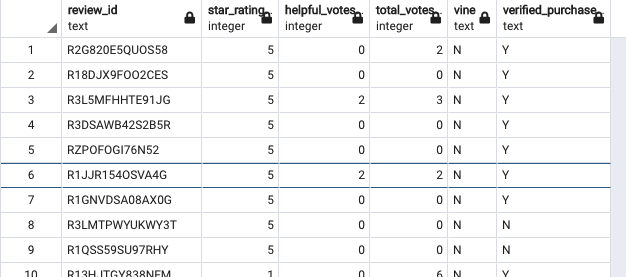 review_id star_rating helpful_votes total_votes vine verified_purchase
text integer integer integer text text
1 R2G820E5QUOS58 5 0 2 N Y
2 R18DJX9FOO2CES 5 0 0 N Y
3 R3L5MFHHTE91JG 5 2 3 N Y
4 R3DSAWB42S2B5R 5 0 0 N Y
5 RZPOFOGI76N52 5 0 0 N Y
6 R1JJR154OSVA4G 5 2 2 N Y
7 R1GNVDSA08AX0G 5 0 0 N Y
8 R3LMTPWYUKWY3T 5 0 0 N N
9 R1QSS59SU97RHY 5 0 0 N N
10 R13HJTGY838NEM 1 0 6 N Y